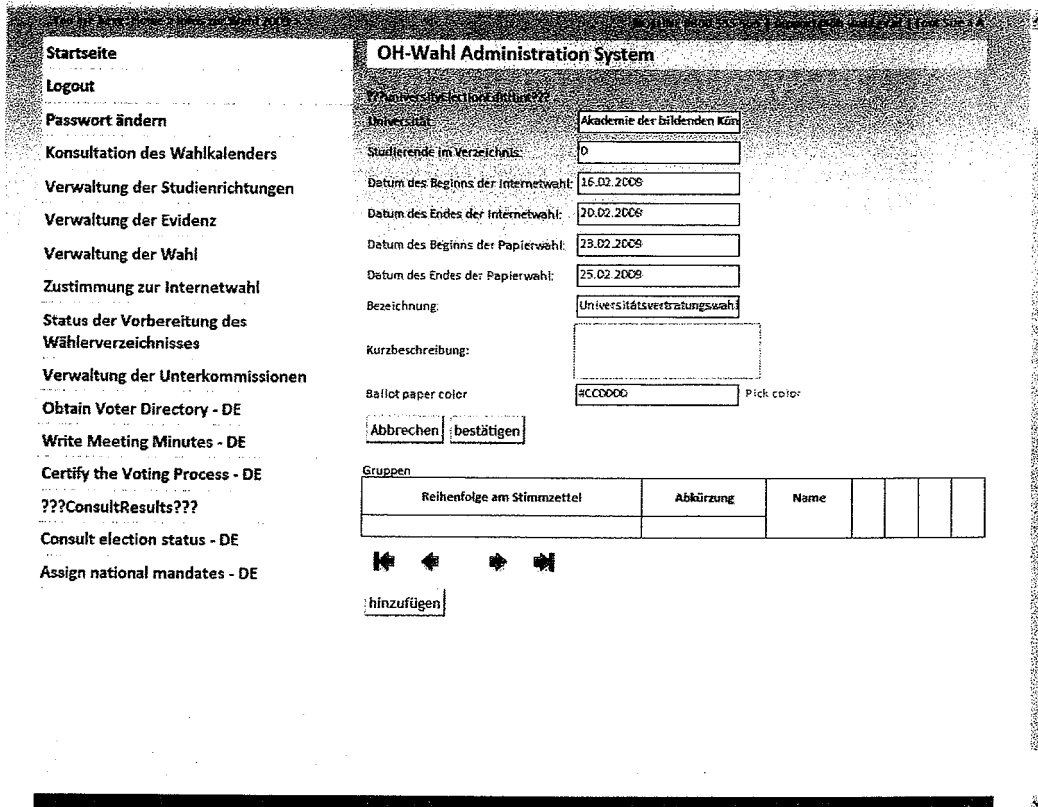 Startseite
Logout
Passwort ändern
Konsultation des Wahlkalenders
Verwaltung der Studienrichtungen
Verwaltung der Evidenz
Verwaltung der Wahl
Zustimmung zur Internetwahl
Status der Vorbereitung des
Wählerverzeichnisses
Verwaltung der Unterkommissionen
Obtain Voter Directory - DE
Write Meeting Minutes - DE
Certify the Voting Process - DE
???ConsultResults???
Consult election status - DE
Assign national mandates - DE
OH-Wahl Administration System
Universität
Akademie der bildenden Kün
Studierende im Verzeichnis:
0
Datum des Beginns der Internetwahl:
16.02.2009
Datum des Endes der Internetwahl:
20.02.2009
Datum des Beginns der Papierwahl:
23.02.2009
Datum des Endes der Papierwahl:
25.02.2009
Bezeichnung:
Universitätsvertratungswahl
Kurzbeschreibung:
Ballot paper color
Pick color
Abbrechen bestätigen
Gruppen
Reihenfolge am Stimmzettel Abkürzung Name
hinzufügen